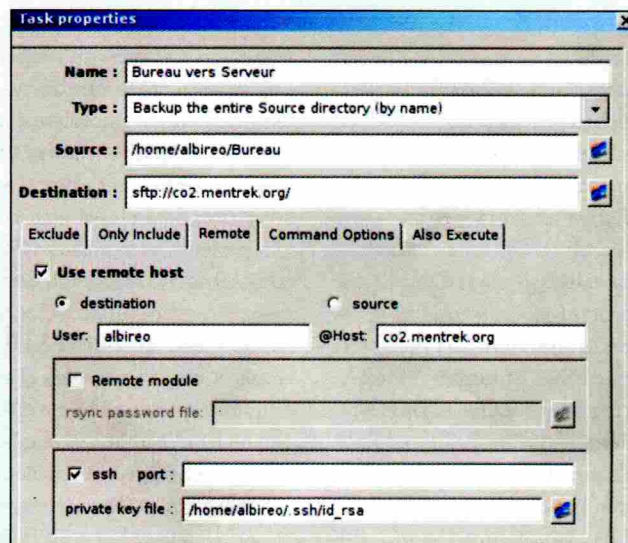 Task properties
Name : Bureau vers Serveur
Type : Backup the entire Source directory (by name)
Source : /home/albireo/Bureau
Destination : sftp://co2.mentrek.org/
Exclude Only Include Remote Command Options Also Execute
Use remote host
destination source
User: albireo @Host: co2.mentrek.org
Remote module
rsync password file:
ssh port :
private key file : /home/albireo/.ssh/id_rsa